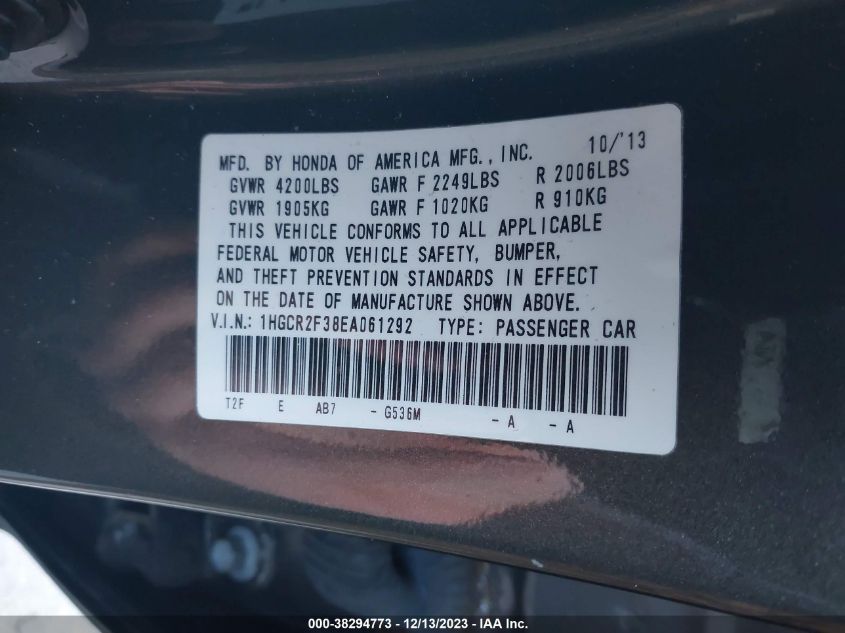 10/'13
MFD. BY HONDA OF AMERICA MFG., INC.
GVWR 4200LBS GAWR F 2249LBS R 2006LBS
GVWR 1905KG GAWR F 1020KG R 910KG
THIS VEHICLE CONFORMS TO ALL APPLICABLE
FEDERAL MOTOR VEHICLE SAFETY, BUMPER,
AND THEFT PREVENTION STANDARDS IN EFFECT
ON THE DATE OF MANUFACTURE SHOWN ABOVE.
V.I.N.: 1HGCR2F38EA061292 TYPE: PASSENGER CAR
T2F E AB7 - G536M - A - A
000-38294773 - 12/13/2023 - IAA Inc.